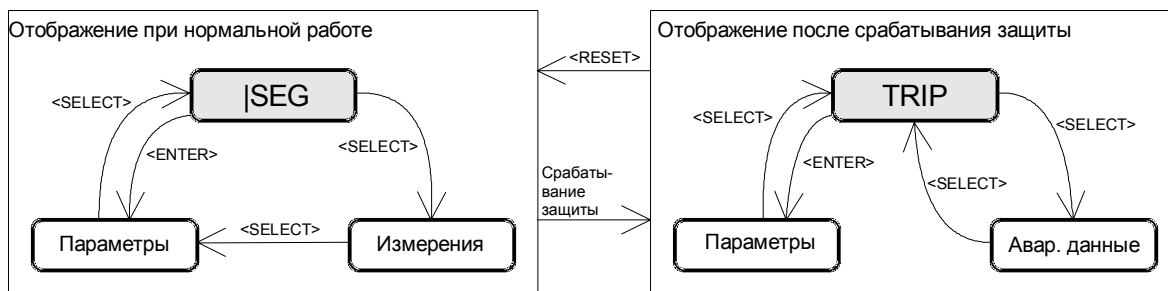 Отображение при нормальной работе
|SEG
<SELECT>
<ENTER>
<SELECT>
Параметры
<SELECT>
Измерения
<RESET>
Срабаты-
вание
защиты
Отображение после срабатывания защиты
TRIP
<SELECT>
<ENTER>
<SELECT>
<SELECT>
Параметры
Авар. данные